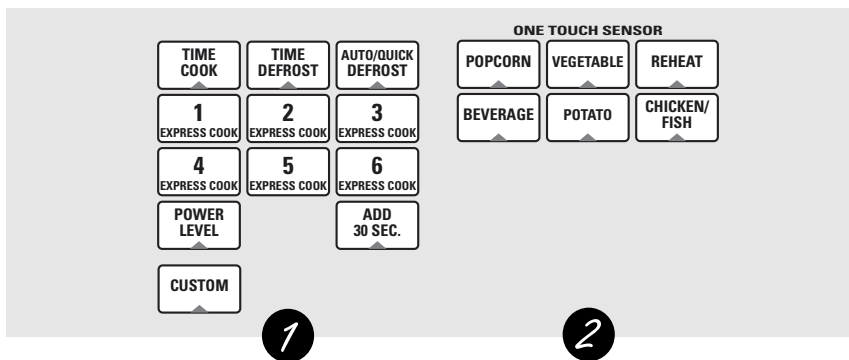 ONE TOUCH SENSOR
TIME
COOK
TIME
DEFROST
AUTO/QUICK
DEFROST
1
EXPRESS COOK
2
EXPRESS COOK
3
EXPRESS COOK
4
EXPRESS COOK
5
EXPRESS COOK
6
EXPRESS COOK
POWER
LEVEL
ADD
30 SEC.
CUSTOM
1
POPCORN
VEGETABLE
REHEAT
BEVERAGE
POTATO
CHICKEN/
FISH
2